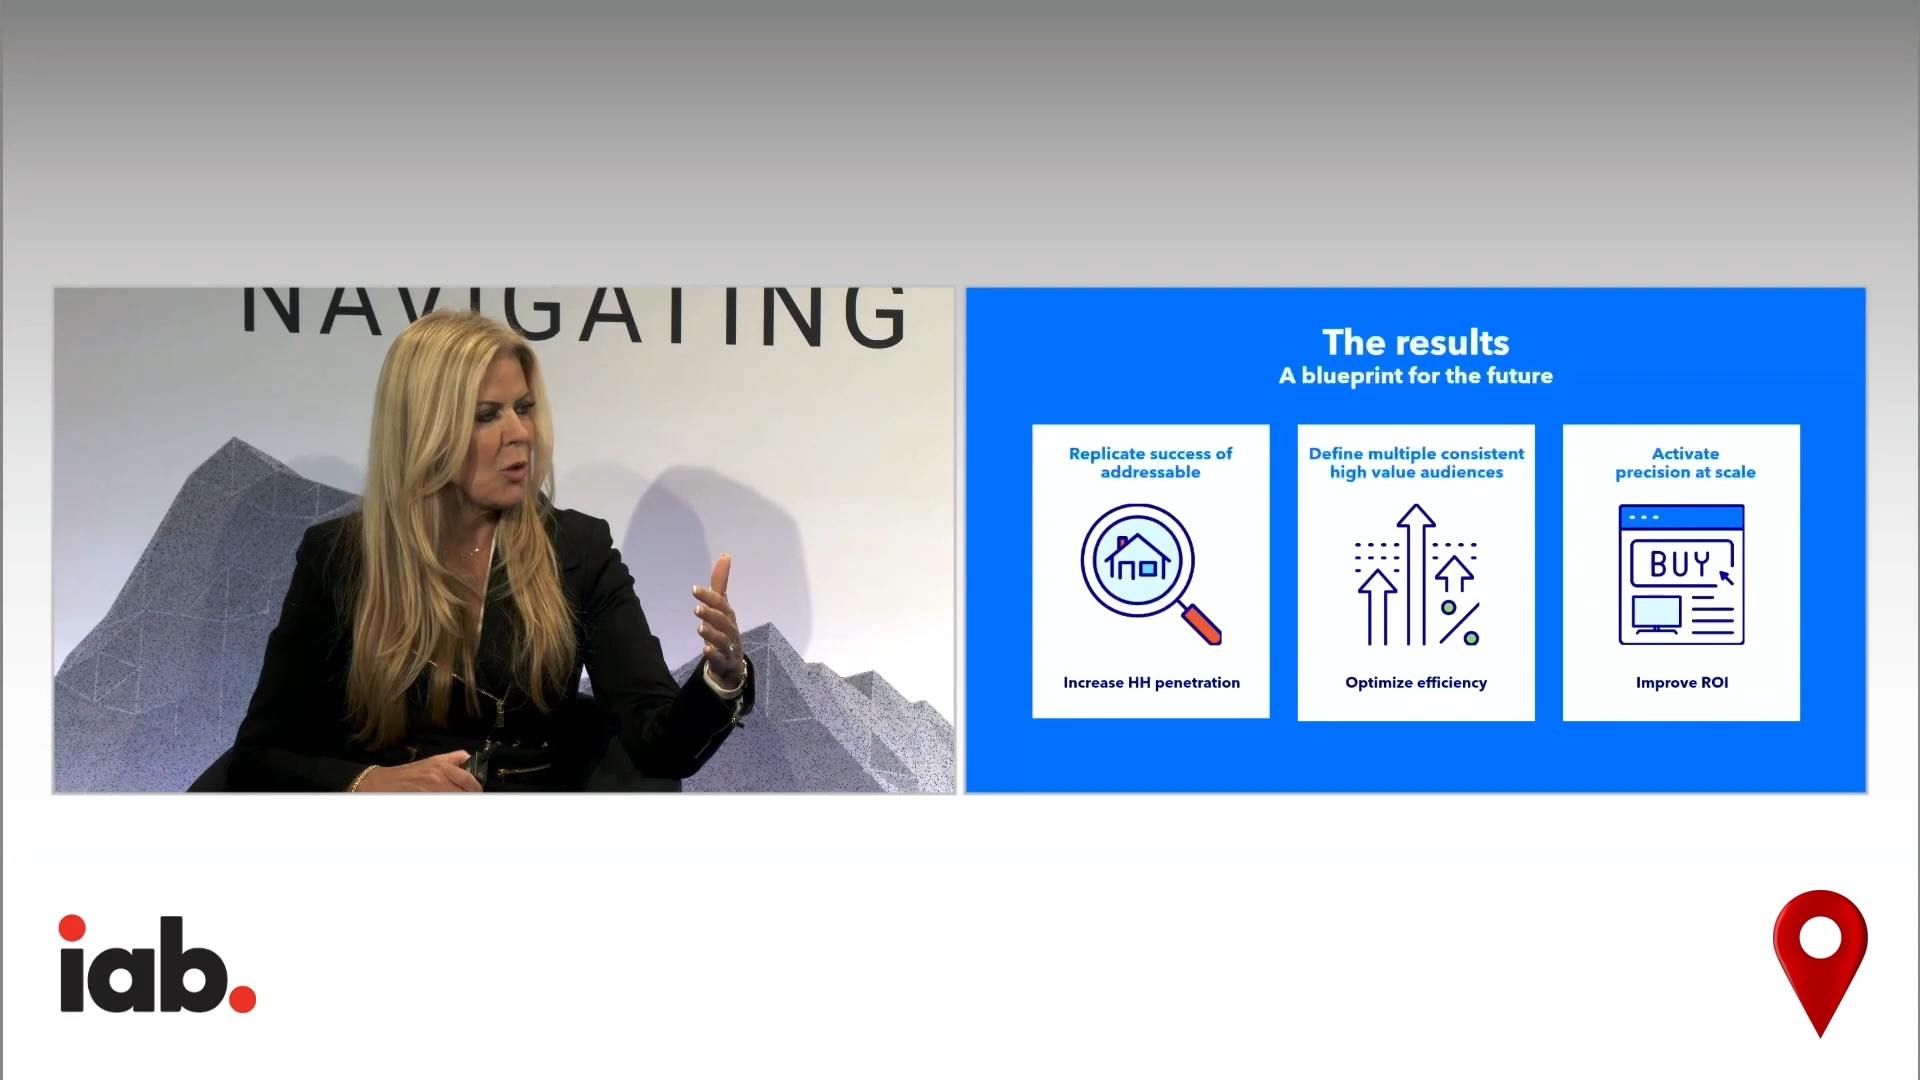 NAVIGATING
The results
A blueprint for the future
Replicate success of
addressable
Increase HH penetration
Define multiple consistent
high value audiences
Optimize efficiency
Activate
precision at scale
BUY
Improve ROI
iab.